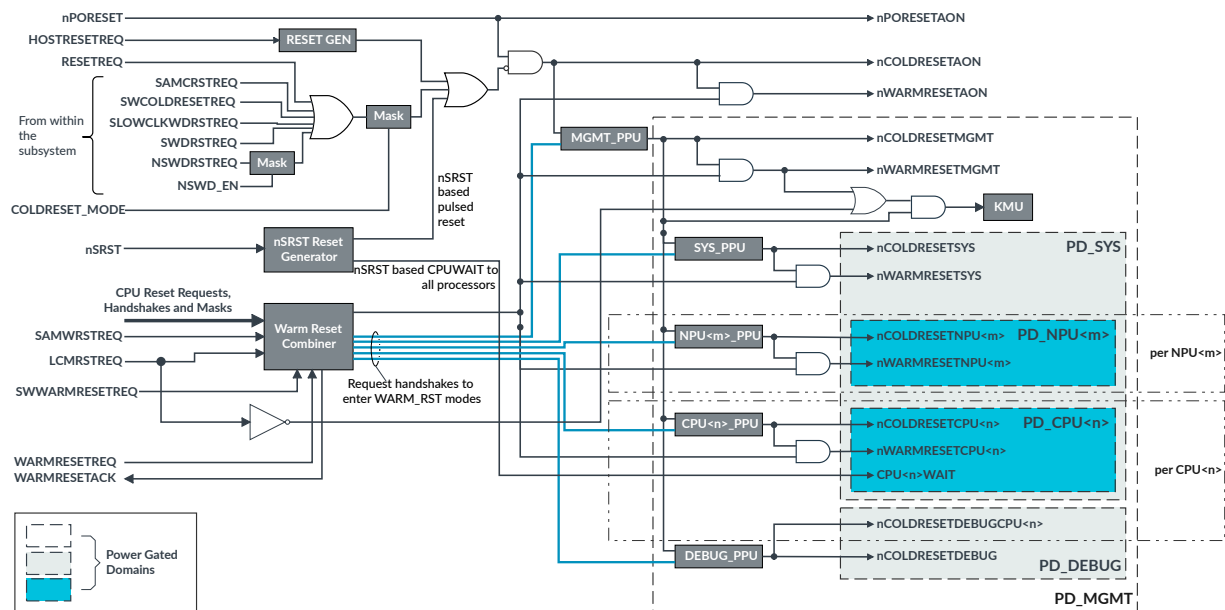 nPORESET
nPORESETAON
HOSTRESETREQ
RESET GEN
RESETREQ
nCOLDRESETAON
SAMCRSTREQ
nWARMRESETAON
SWCOLDRESETREQ
Mask
From within
the
subsystem
SLOWCLKWDRSTREQ
SWDRSTREQ
MGMT_PPU
nCOLDRESETMGMT
NSWDRSTREQ
Mask
nWARMRESETMGMT
NSWD_EN
nSRST
based
pulsed
reset
COLDRESET_MODE
KMU
nSRST
nSRST Reset
Generator
SYS_PPU
nCOLDRESETSYS
PD_SYS
nSRST based CPUWAIT to
all processors
nWARMRESETSYS
CPU Reset Requests,
Handshakes and Masks
Warm Reset
Combiner
SAMWRSTREQ
NPU<m>_PPU
nCOLDRESETNPU<m>
PD_NPU<m>
per NPU<m>
LCMRSTREQ
nWARMRESETNPU<m>
Request handshakes to
enter WARM_RST modes
SWWARMRESETREQ
CPU<n>_PPU
nCOLDRESETCPU<n>
PD_CPU<n>
nWARMRESETCPU<n>
per CPU<n>
WARMRESETREQ
WARMRESETACK
CPU<n>WAIT
nCOLDRESETDEBUGCPU<n>
Power Gated
Domains
DEBUG_PPU
nCOLDRESETDEBUG
PD_DEBUG
PD_MGMT